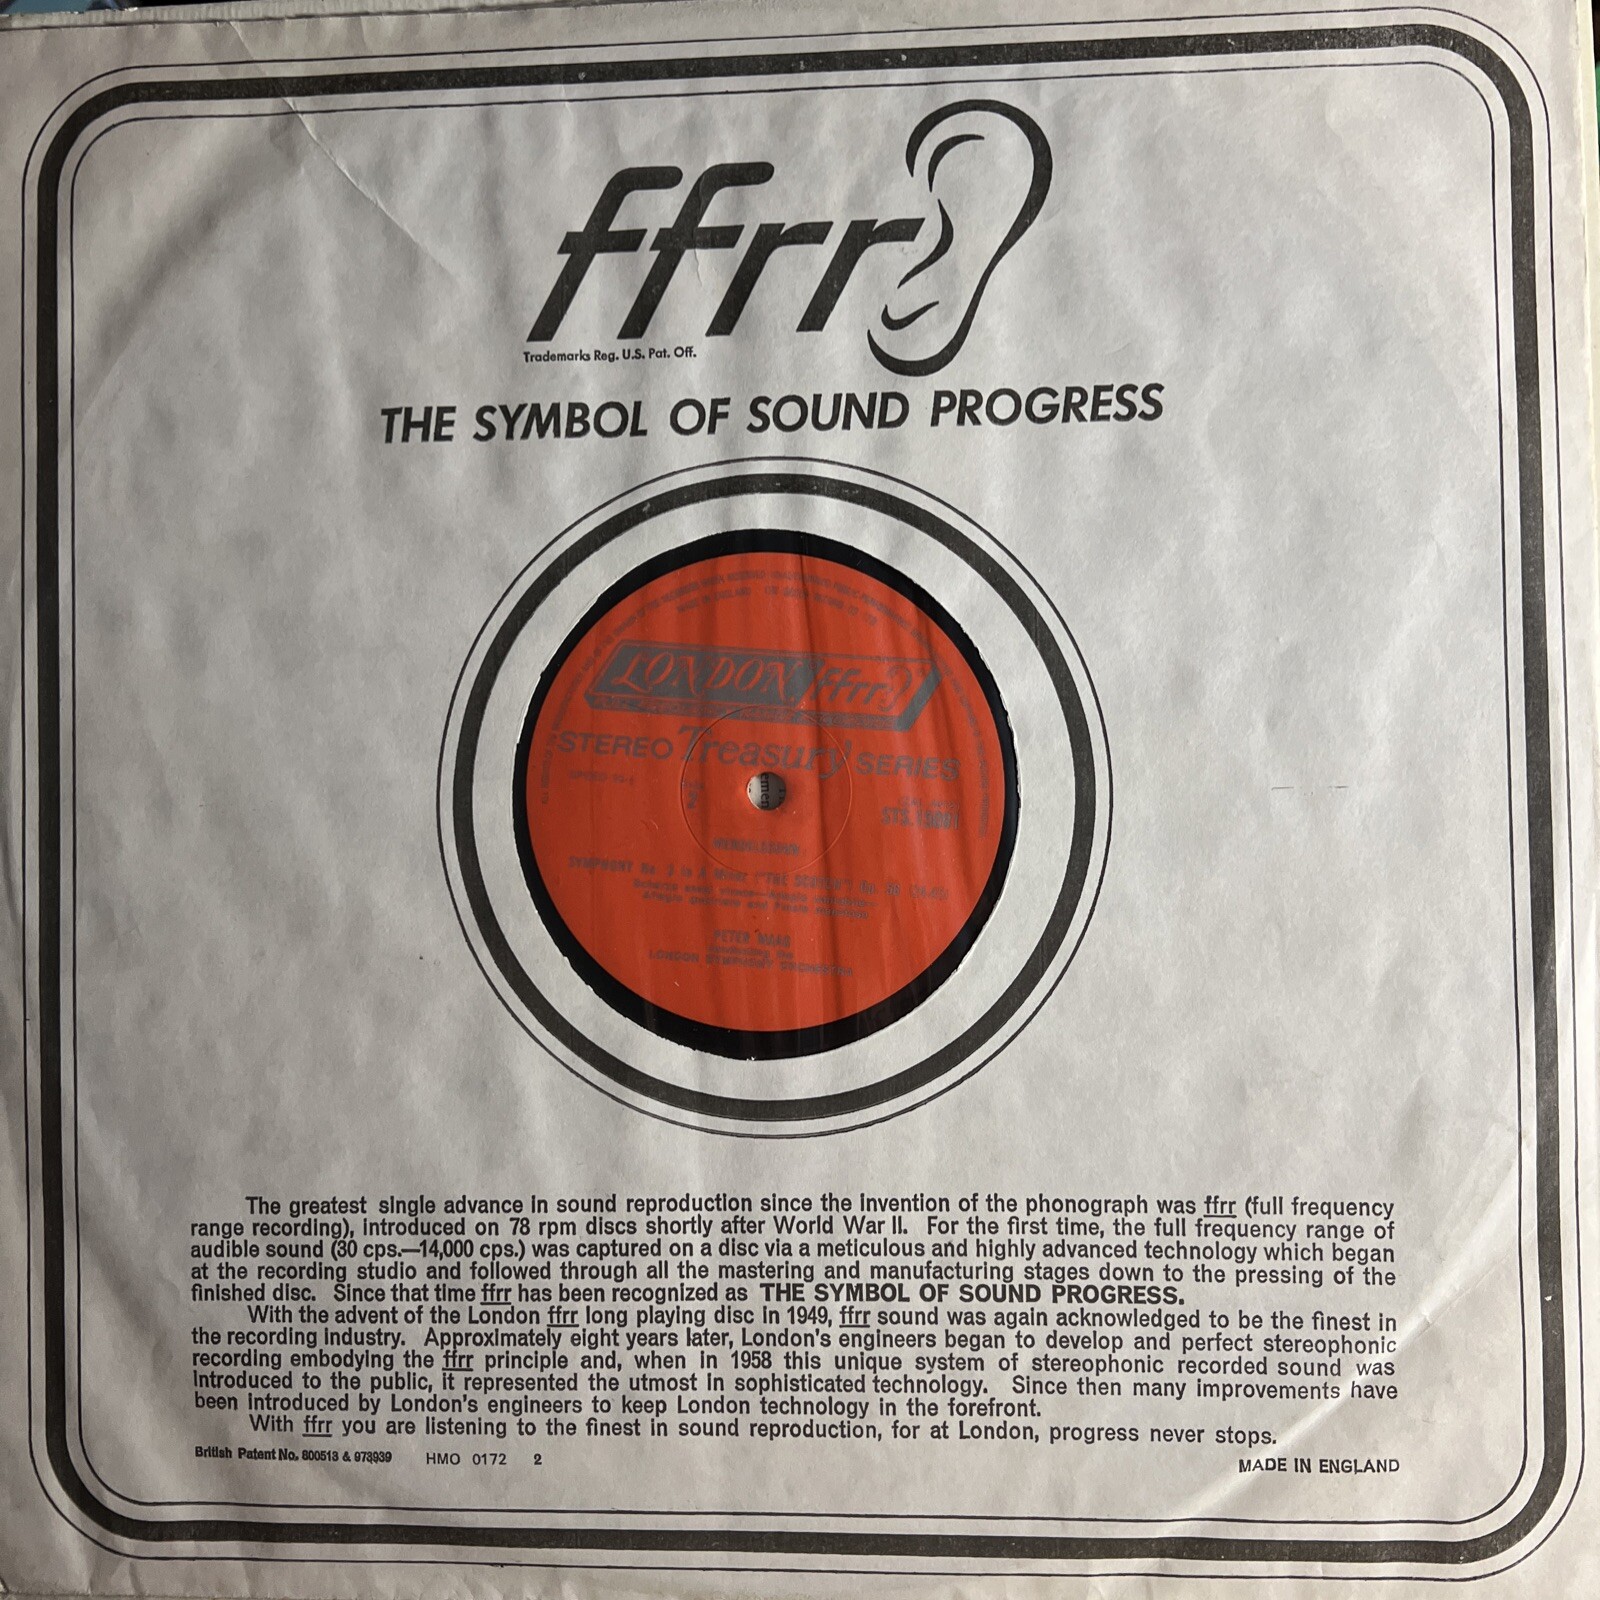 ffrr
Trademarks Reg. U.S. Pat. Off.
THE SYMBOL OF SOUND PROGRESS
LONDON ffrr
STEREO Treasury SERIES
SYMPHONY No. 3 in A Minor ("THE SCOTCH") Op. 56
PETER MAAG
LONDON SYMPHONY ORCHESTRA
The greatest single advance in sound reproduction since the invention of the phonograph was ffrr (full frequency
range recording), introduced on 78 rpm discs shortly after World War II. For the first time, the full frequency range of
audible sound (30 cps.—14,000 cps.) was captured on a disc via a meticulous and highly advanced technology which began
at the recording studio and followed through all the mastering and manufacturing stages down to the pressing of the
finished disc. Since that time ffrr has been recognized as THE SYMBOL OF SOUND PROGRESS.
With the advent of the London ffrr long playing disc in 1949, ffrr sound was again acknowledged to be the finest in
the recording industry. Approximately eight years later, London's engineers began to develop and perfect stereophonic
recording embodying the ffrr principle and, when in 1958 this unique system of stereophonic recorded sound was
introduced to the public, it represented the utmost in sophisticated technology. Since then many improvements have
been introduced by London's engineers to keep London technology in the forefront.
With ffrr you are listening to the finest in sound reproduction, for at London, progress never stops.
British Patent No. 800513 & 973939 HMO 0172 2
MADE IN ENGLAND